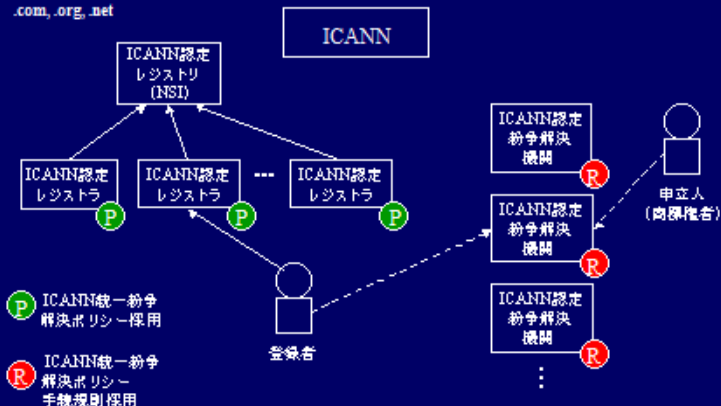 .com, .org, .net
ICANN
ICANN認定
レジストリ
(NSI)
ICANN認定
レジストラ
P
ICANN認定
レジストラ
P
---
ICANN認定
レジストラ
P
ICANN認定
紛争解決
機関
R
ICANN認定
紛争解決
機関
R
ICANN認定
紛争解決
機関
R
申立人
(商標権者)
登録者
P
ICANN統一紛争
解決ポリシー採用
R
ICANN統一紛争
解決ポリシー
手続規則採用